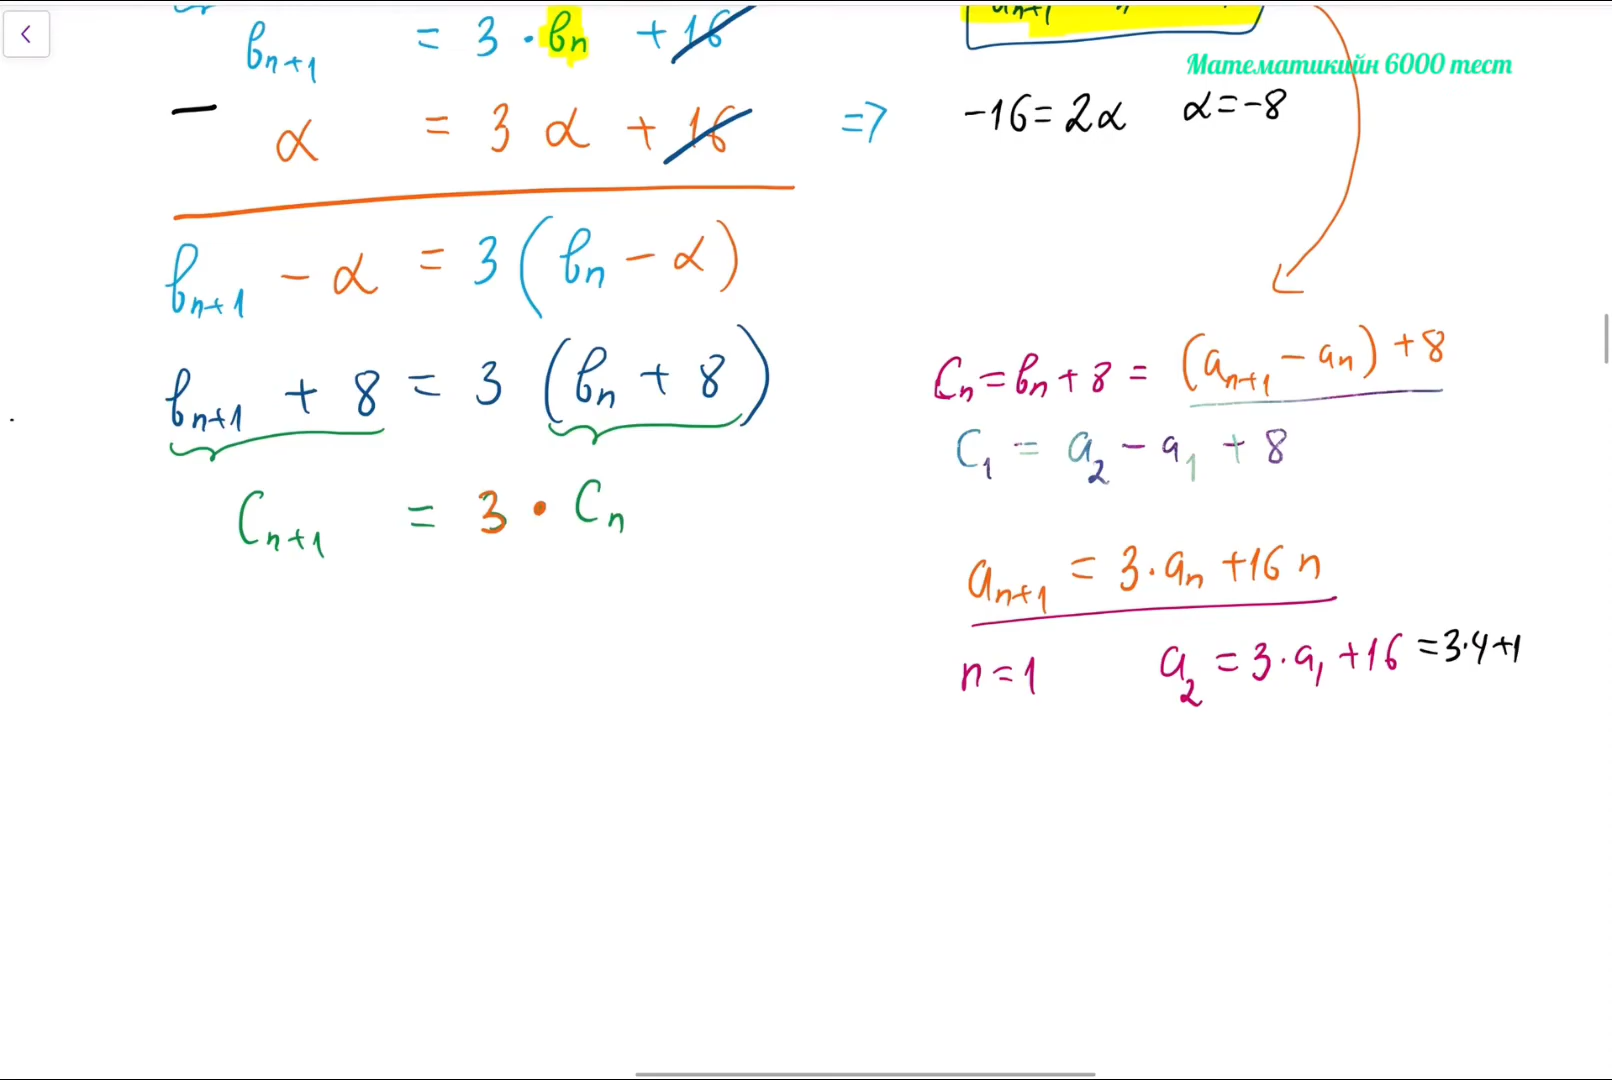 bₙ₊₁ = 3 · bₙ + 16
aₙ₊₁
Математикийн 6000 тест
− α = 3 α + 16 => -16 = 2α α = -8
bₙ₊₁ - α = 3 (bₙ - α)
bₙ₊₁ + 8 = 3 (bₙ + 8)
Cₙ₊₁ = 3 · Cₙ
Cₙ = bₙ + 8 = (aₙ₊₁ - aₙ) + 8
C₁ = a₂ - a₁ + 8
aₙ₊₁ = 3 · aₙ + 16 n
n = 1 a₂ = 3 · a₁ + 16 = 3·4+1